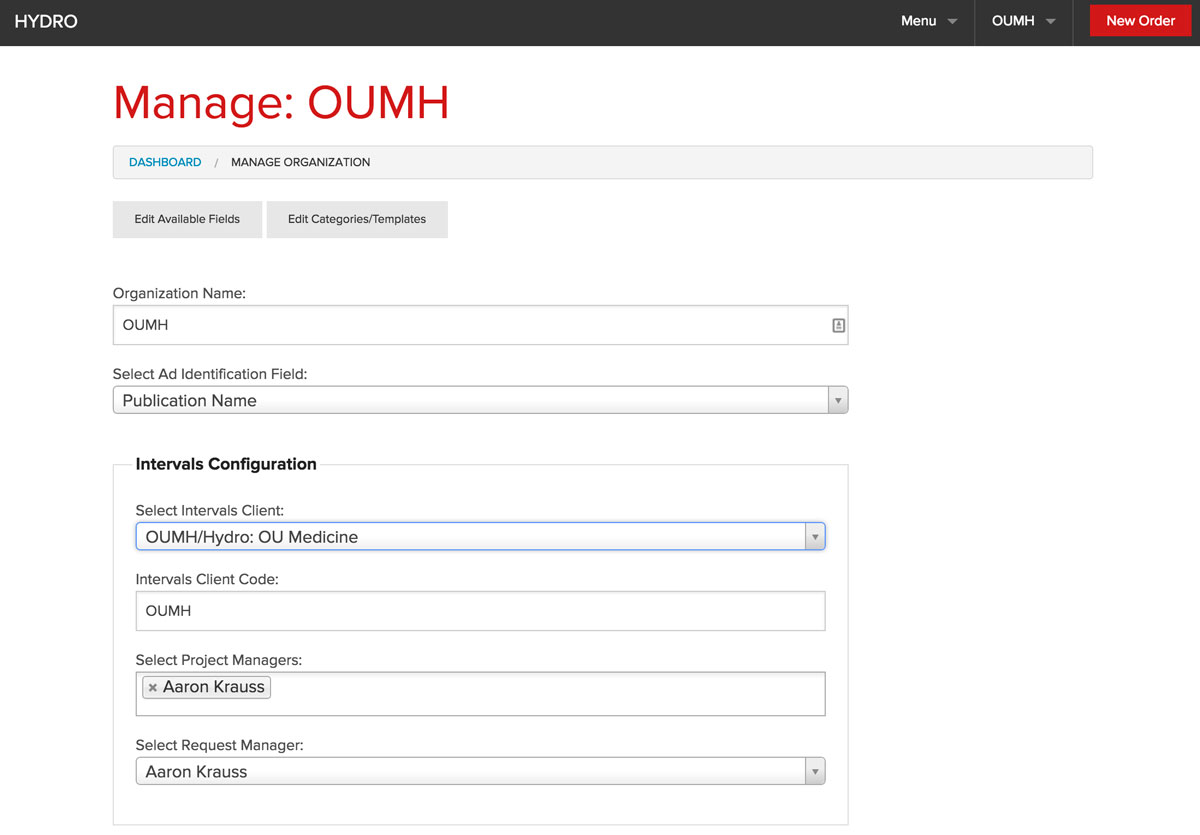 HYDRO
Menu
OUMH
New Order
Manage: OUMH
DASHBOARD / MANAGE ORGANIZATION
Edit Available Fields
Edit Categories/Templates
Organization Name:
OUMH
Select Ad Identification Field:
Publication Name
Intervals Configuration
Select Intervals Client:
OUMH/Hydro: OU Medicine
Intervals Client Code:
OUMH
Select Project Managers:
× Aaron Krauss
Select Request Manager:
Aaron Krauss